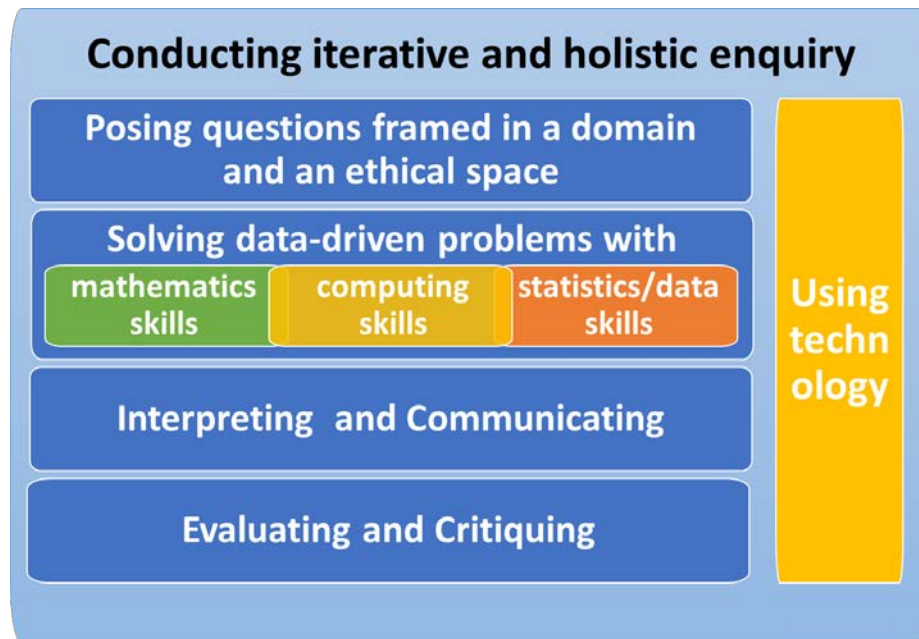 Conducting iterative and holistic enquiry
Posing questions framed in a domain
and an ethical space
Solving data-driven problems with
mathematics
skills
computing
skills
statistics/data
skills
Interpreting and Communicating
Evaluating and Critiquing
Using
techn
ology